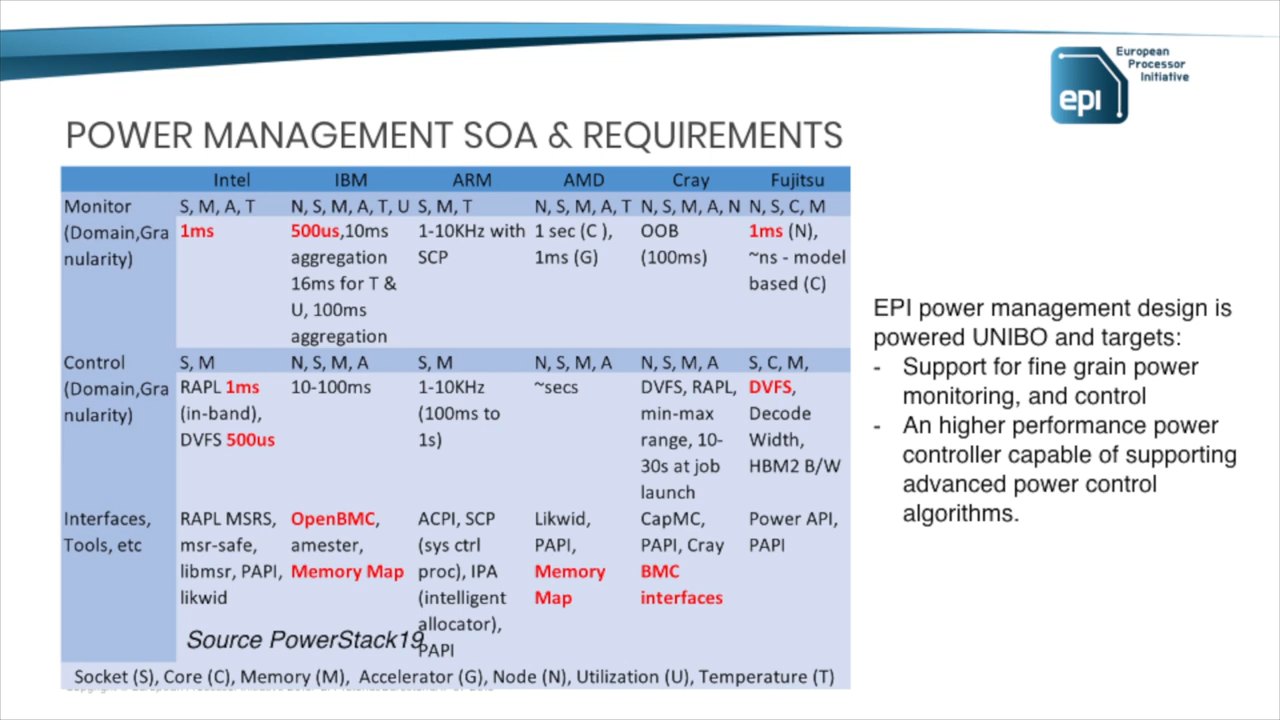 European
Processor
Initiative
epi
POWER MANAGEMENT SOA & REQUIREMENTS
Intel IBM ARM AMD Cray Fujitsu
Monitor (Domain,Gra nularity)
S, M, A, T
1ms
N, S, M, A, T, U
500us,10ms
aggregation
16ms for T &
U, 100ms
aggregation
S, M, T
1-10KHz with
SCP
N, S, M, A, T
1 sec (C ),
1ms (G)
N, S, M, A, N
OOB
(100ms)
N, S, C, M
1ms (N),
~ns - model
based (C)
Control
(Domain,Gra
nularity)
S, M
RAPL 1ms
(in-band),
DVFS 500us
N, S, M, A
10-100ms
S, M
1-10KHz
(100ms to
1s)
N, S, M, A
~secs
N, S, M, A
DVFS, RAPL,
min-max
range, 10-
30s at job
launch
S, C, M,
DVFS,
Decode
Width,
HBM2 B/W
Interfaces,
Tools, etc
RAPL MSRS,
msr-safe,
libmsr, PAPI,
likwid
OpenBMC,
amester,
Memory Map
ACPI, SCP
(sys ctrl
proc), IPA
(intelligent
allocator),
PAPI
Likwid,
PAPI,
Memory
Map
CapMC,
PAPI, Cray
BMC
interfaces
Power API,
PAPI
Source PowerStack19
Socket (S), Core (C), Memory (M), Accelerator (G), Node (N), Utilization (U), Temperature (T)
EPI power management design is
powered UNIBO and targets:
- Support for fine grain power
monitoring, and control
- An higher performance power
controller capable of supporting
advanced power control
algorithms.